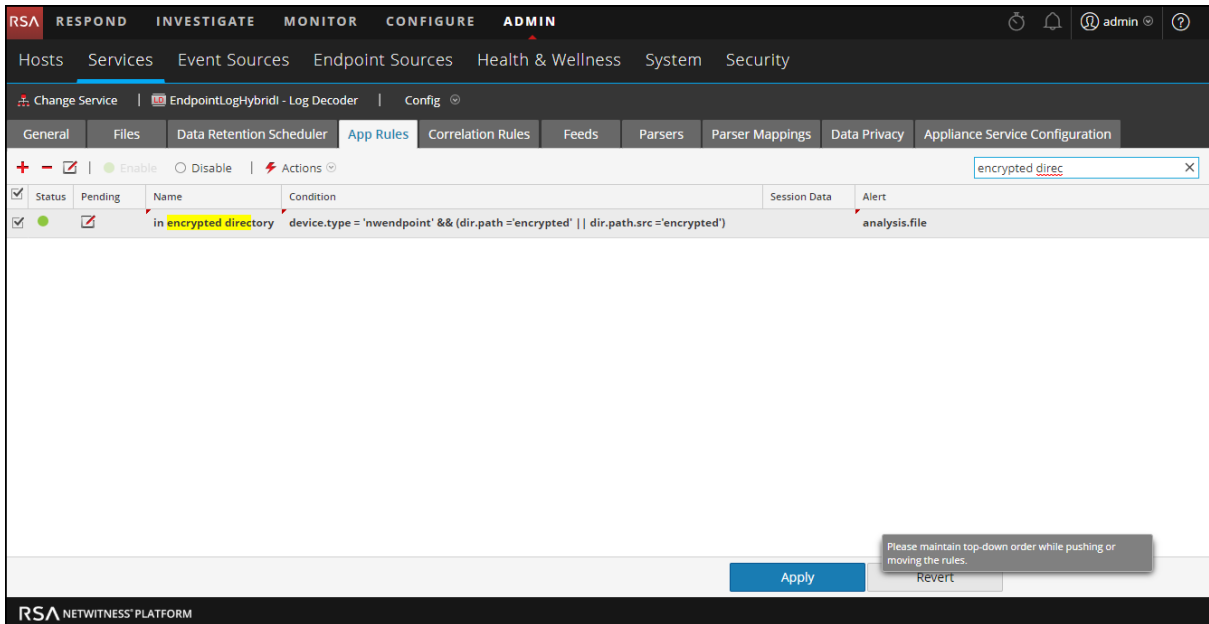 RSA RESPOND INVESTIGATE MONITOR CONFIGURE ADMIN admin
Hosts Services Event Sources Endpoint Sources Health & Wellness System Security
Change Service | LD EndpointLogHybridI - Log Decoder | Config
General Files Data Retention Scheduler App Rules Correlation Rules Feeds Parsers Parser Mappings Data Privacy Appliance Service Configuration
Enable Disable | Actions encrypted direc
Status Pending Name Condition Session Data Alert
in encrypted directory device.type = 'nwendpoint' && (dir.path ='encrypted' || dir.path.src ='encrypted') analysis.file
Please maintain top-down order while pushing or
moving the rules.
Apply Revert
RSA NETWITNESS® PLATFORM